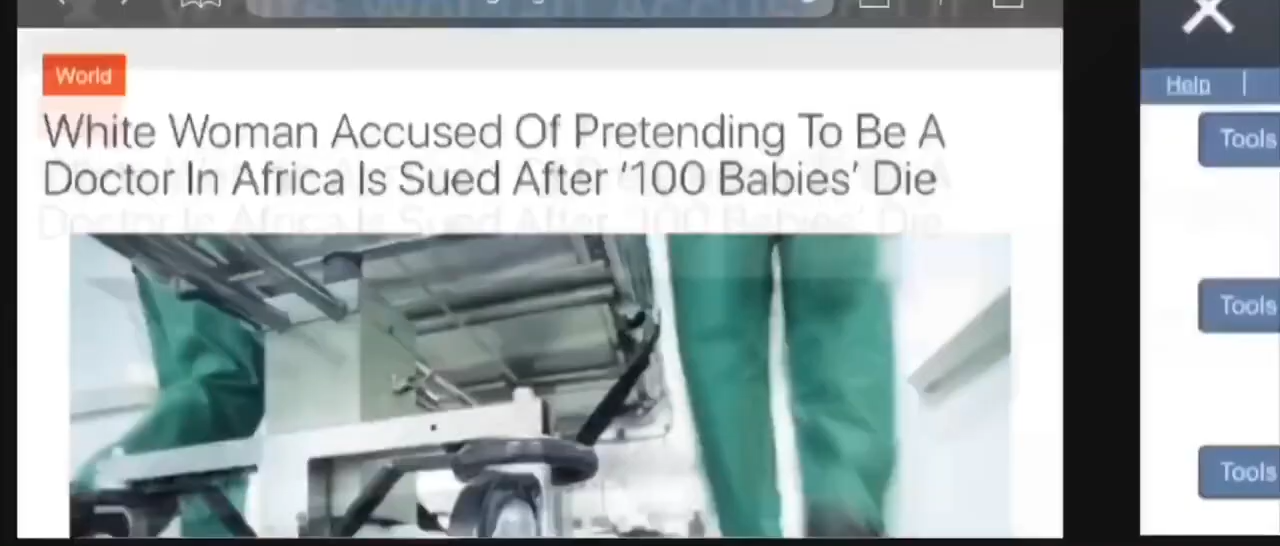 World
White Woman Accused Of Pretending To Be A
Doctor In Africa Is Sued After ‘100 Babies’ Die
Help
Tools
Tools
Tools